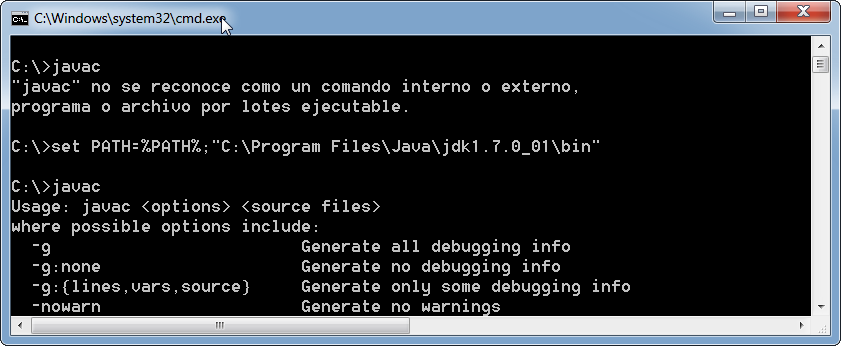 C:\Windows\system32\cmd.exe
C:\>javac
"javac" no se reconoce como un comando interno o externo,
programa o archivo por lotes ejecutable.
C:\>set PATH=%PATH%;"C:\Program Files\Java\jdk1.7.0_01\bin"
C:\>javac
Usage: javac <options> <source files>
where possible options include:
  -g                         Generate all debugging info
  -g:none                    Generate no debugging info
  -g:{lines,vars,source}     Generate only some debugging info
  -nowarn                    Generate no warnings